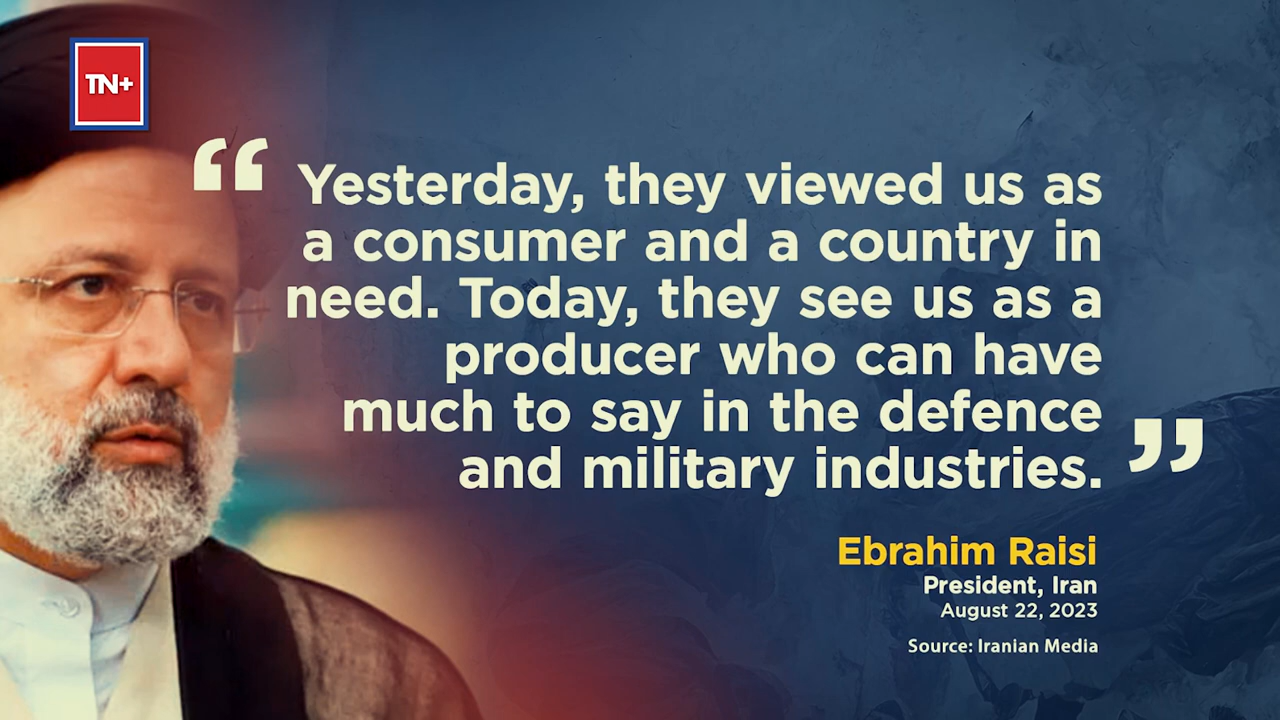 TN+
“ Yesterday, they viewed us as
a consumer and a country in
need. Today, they see us as a
producer who can have
much to say in the defence
and military industries. ”
Ebrahim Raisi
President, Iran
August 22, 2023
Source: Iranian Media